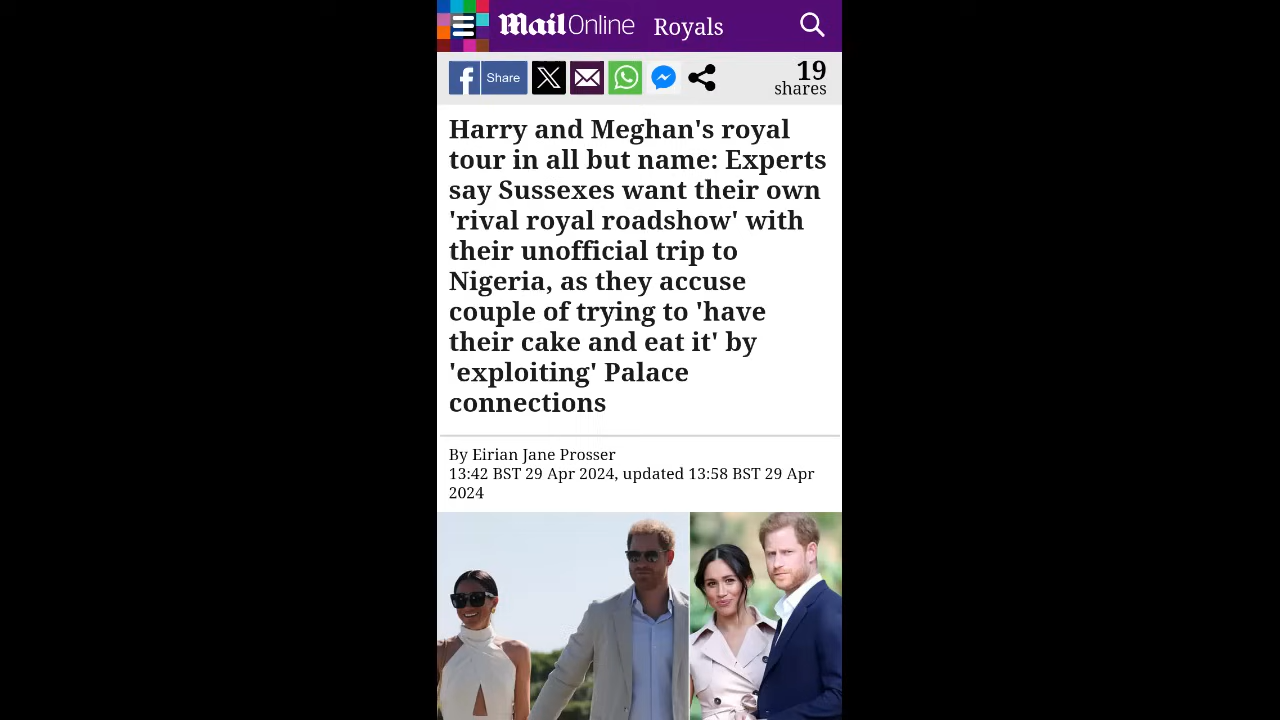 Mail Online Royals
Share
19
shares
Harry and Meghan's royal
tour in all but name: Experts
say Sussexes want their own
'rival royal roadshow' with
their unofficial trip to
Nigeria, as they accuse
couple of trying to 'have
their cake and eat it' by
'exploiting' Palace
connections
By Eirian Jane Prosser
13:42 BST 29 Apr 2024, updated 13:58 BST 29 Apr
2024